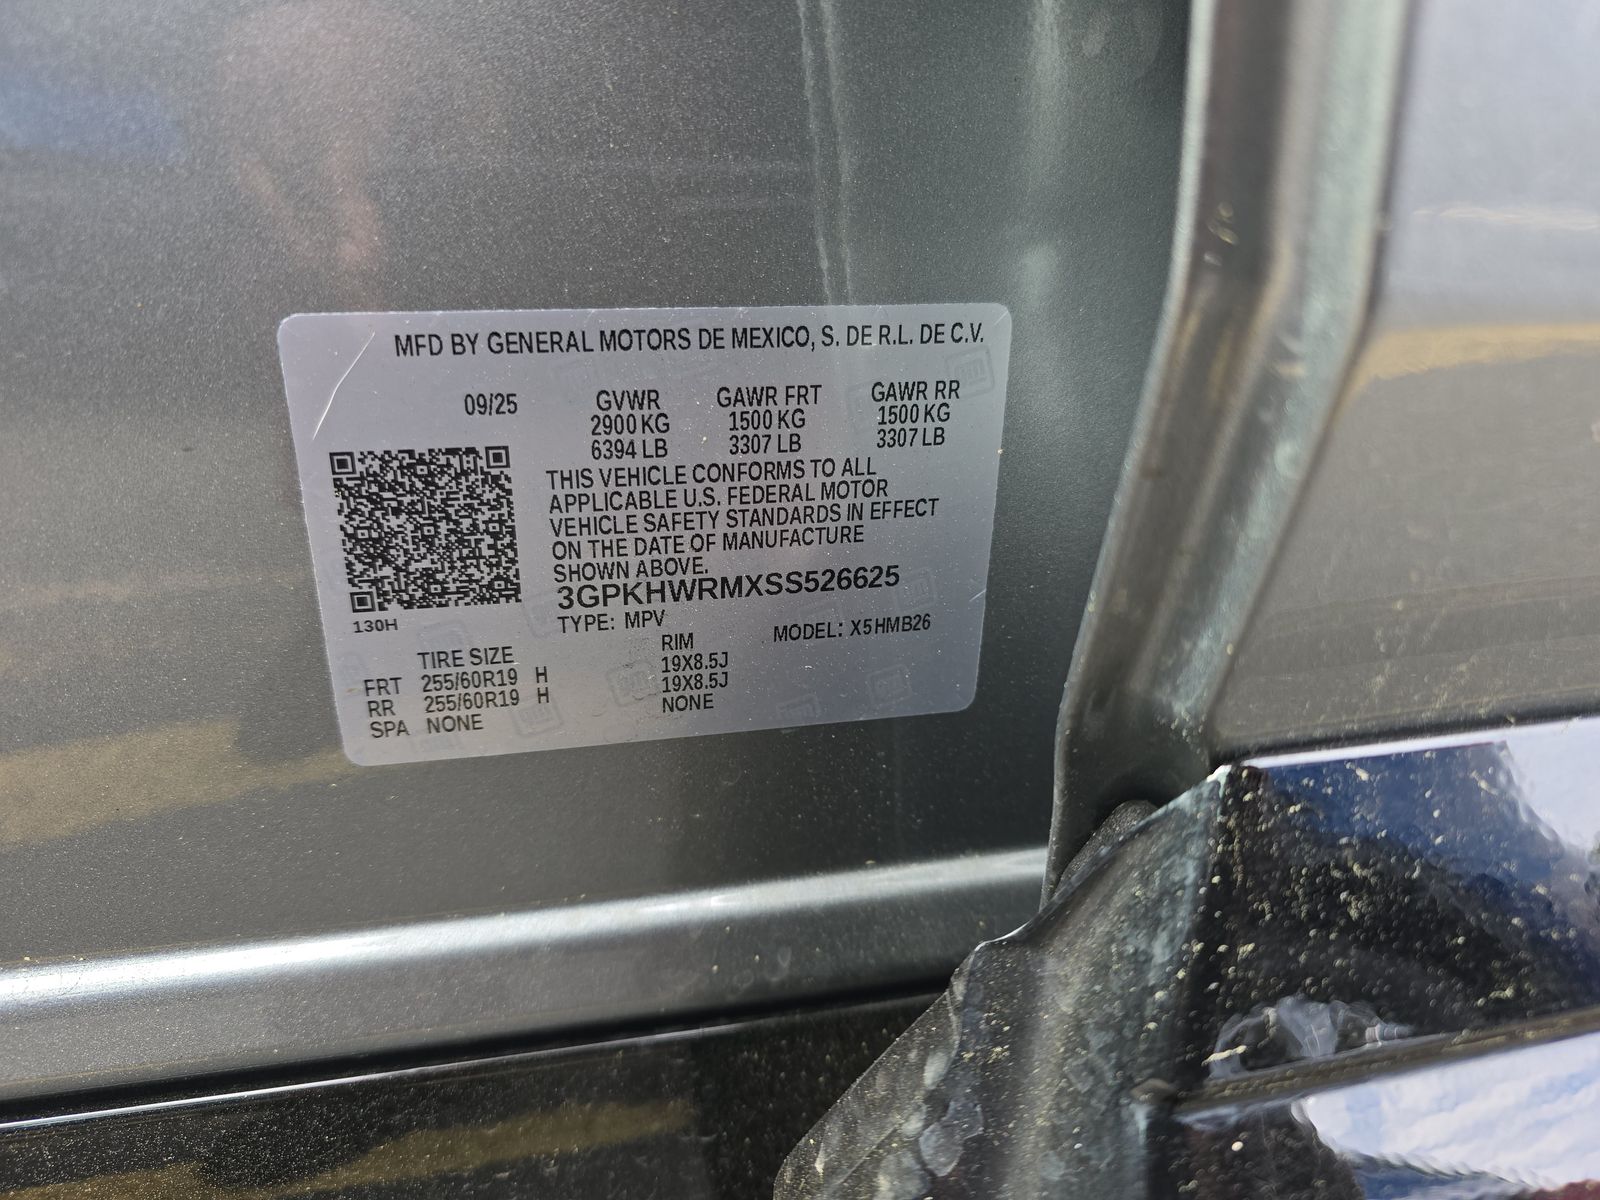 MFD BY GENERAL MOTORS DE MEXICO, S. DE R.L. DE C.V.
09/25 GVWR GAWR FRT GAWR RR
2900 KG 1500 KG 1500 KG
6394 LB 3307 LB 3307 LB
THIS VEHICLE CONFORMS TO ALL
APPLICABLE U.S. FEDERAL MOTOR
VEHICLE SAFETY STANDARDS IN EFFECT
ON THE DATE OF MANUFACTURE
SHOWN ABOVE.
3GPKHWRMXSS526625
130H
TYPE: MPV MODEL: X5HMB26
TIRE SIZE RIM
FRT 255/60R19 H 19X8.5J
RR 255/60R19 H 19X8.5J
SPA NONE NONE